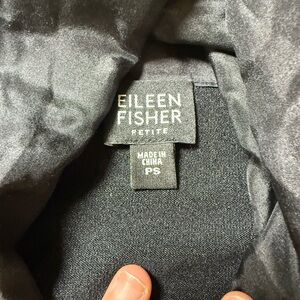 EILEEN
FISHER
PETITE
MADE IN
CHINA
PS